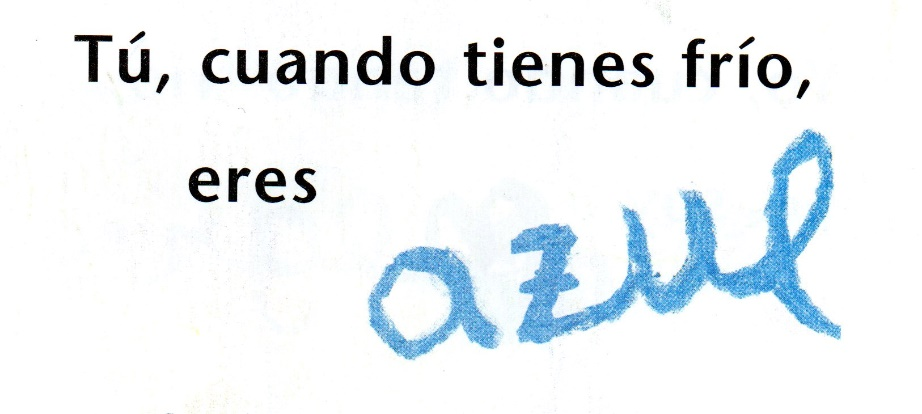 Tú, cuando tienes frío,
eres azul